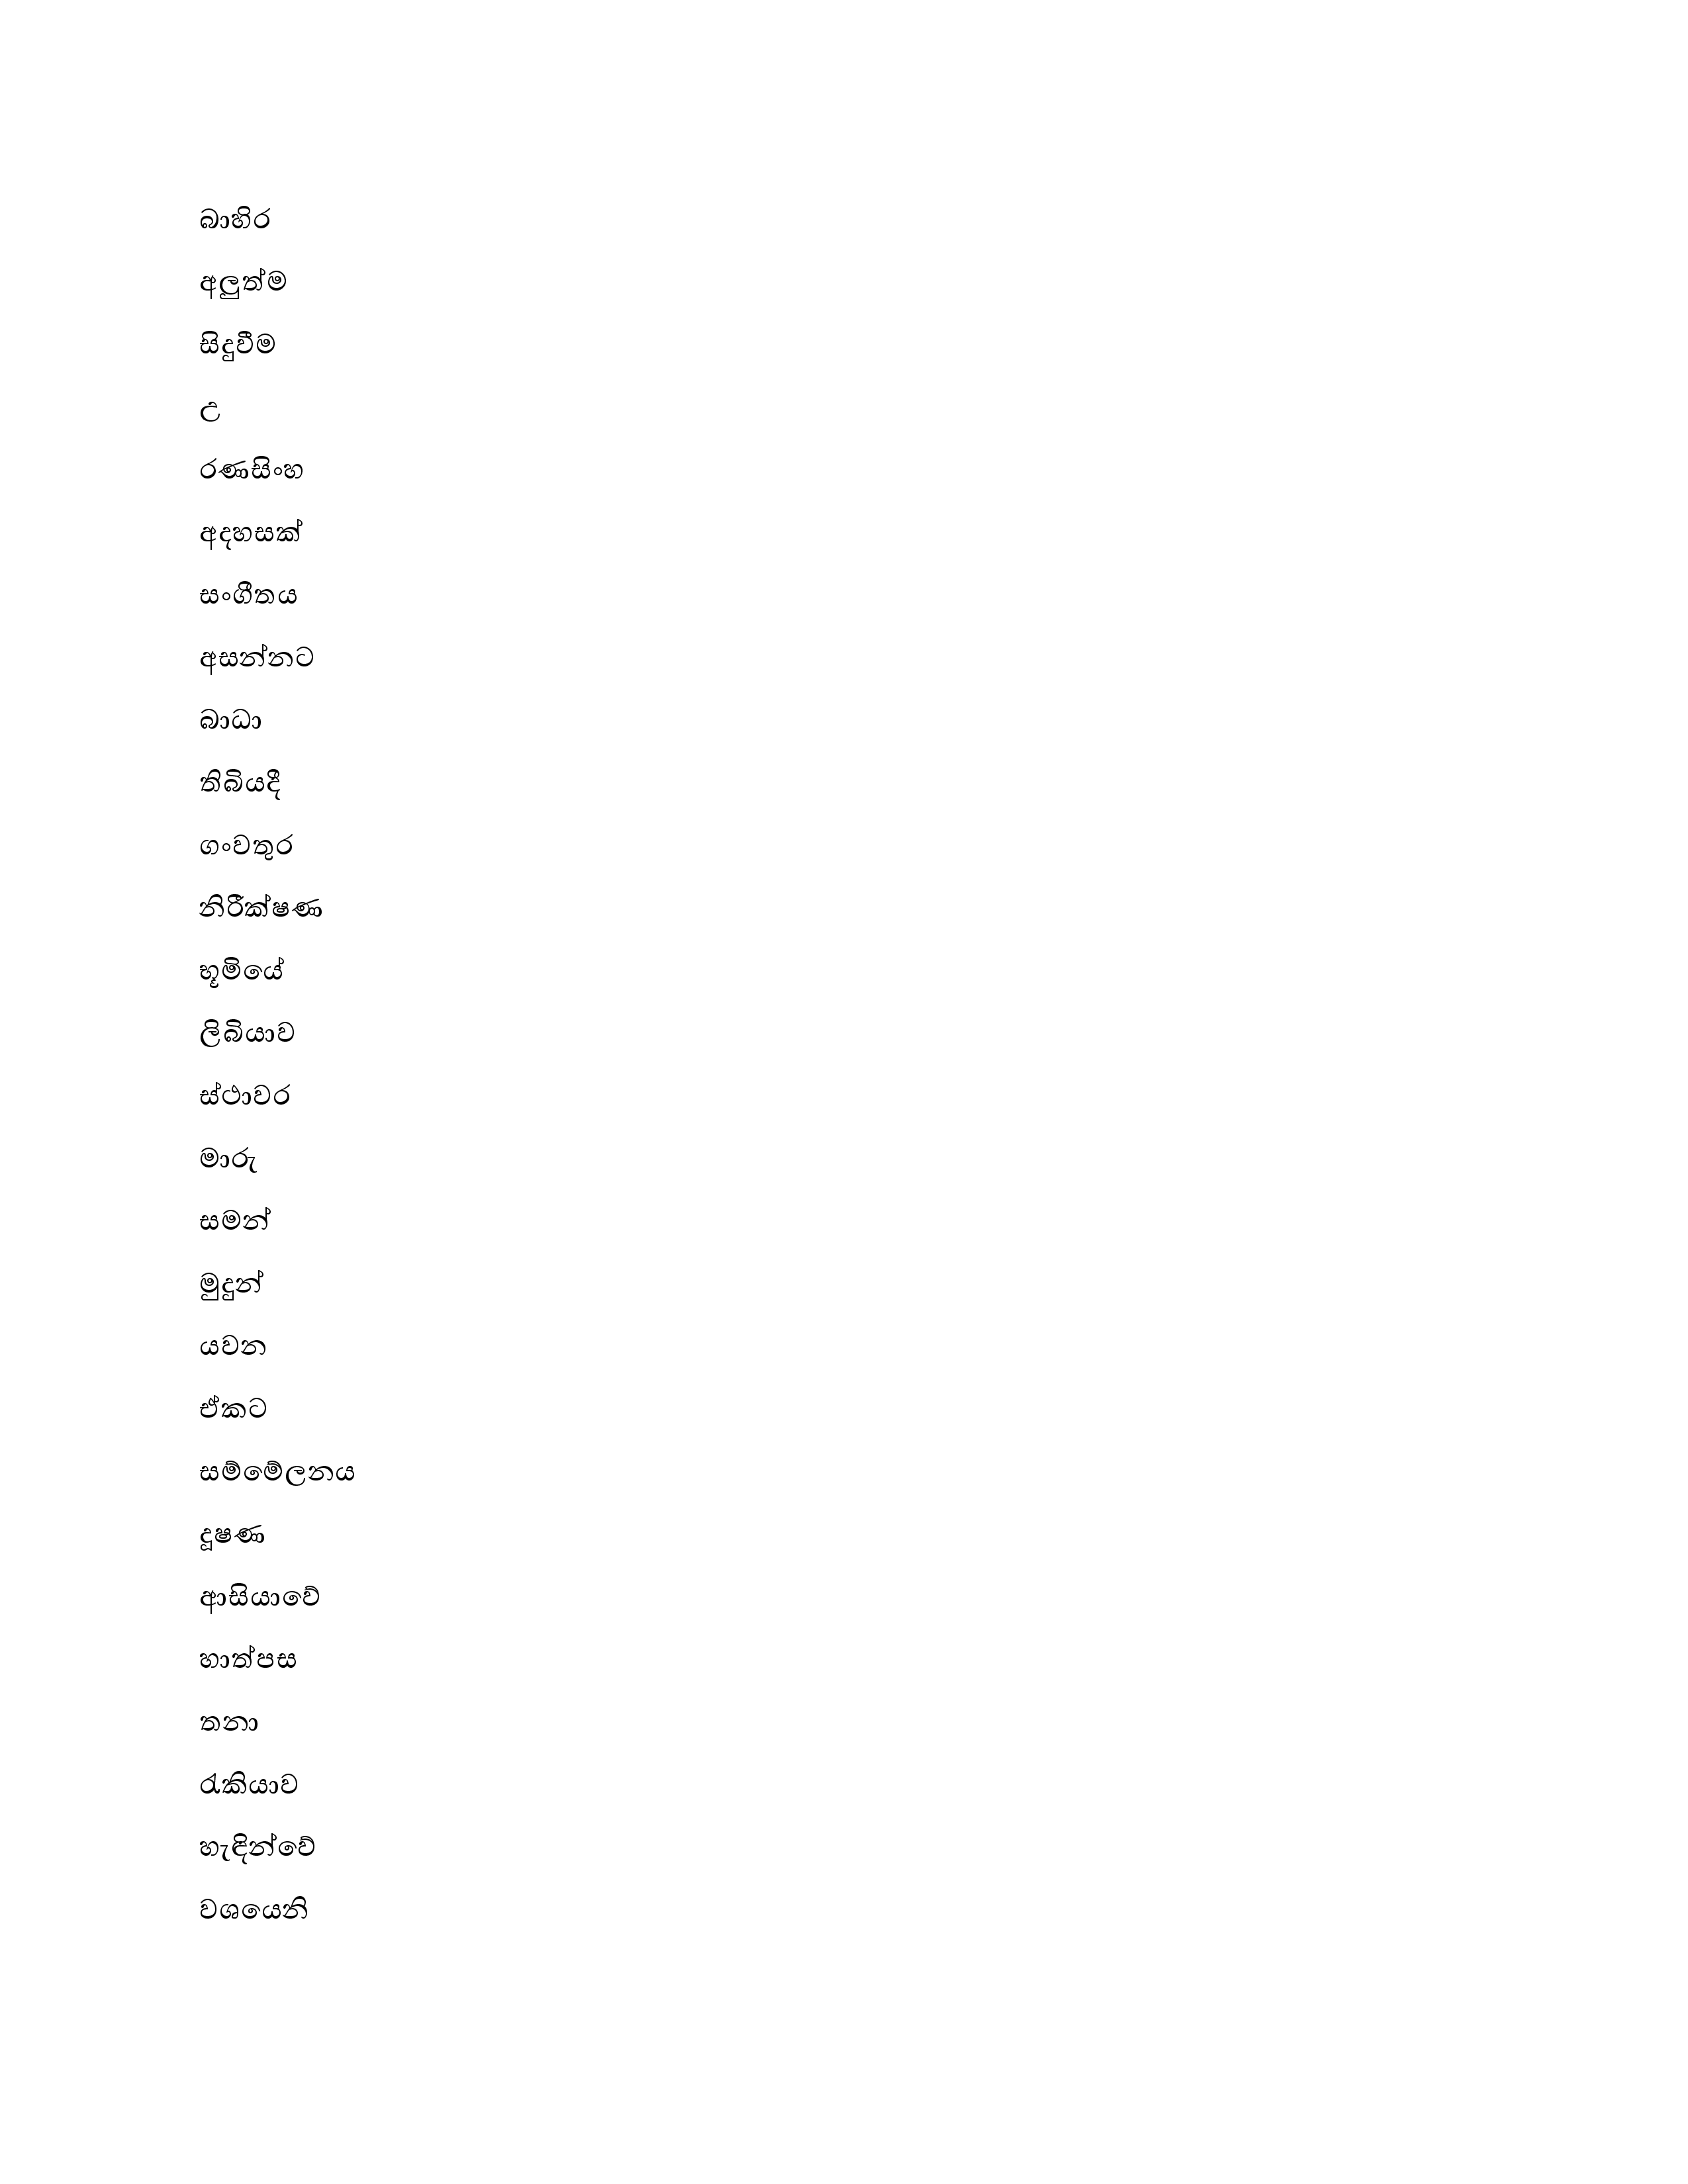 බාහිර
අලුත්ම
සිදුවීම
උ
රණසිංහ
අදහසක්
සංගීතය
අසන්නට
බාධා
තිබියදී
ගංවතුර
නිරීක්ෂණ
භූමියේ
ලිබියාව
ස්ථාවර
මාරු
සමන්
මුදුන්
යවන
ඒකට
සම්මේලනය
දූෂණ
ආසියාවේ
හාත්පස
තනා
රැකියාව
හැඳින්වේ
වශයෙනි